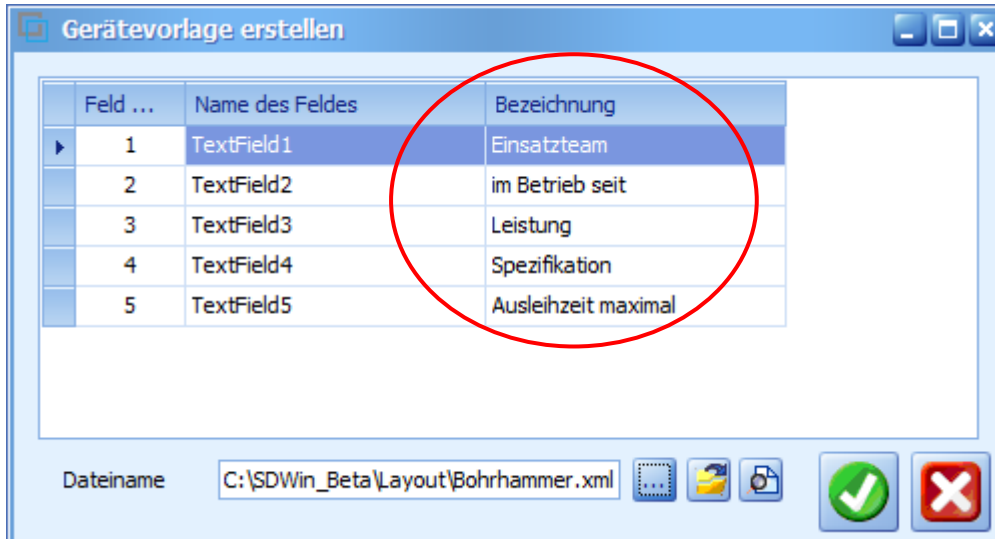 Gerätevorlage erstellen
Feld ... Name des Feldes Bezeichnung
1 TextField1 Einsatzteam
2 TextField2 im Betrieb seit
3 TextField3 Leistung
4 TextField4 Spezifikation
5 TextField5 Ausleihzeit maximal
Dateiname C:\SDWin_Beta\Layout\Bohrhammer.xml ...